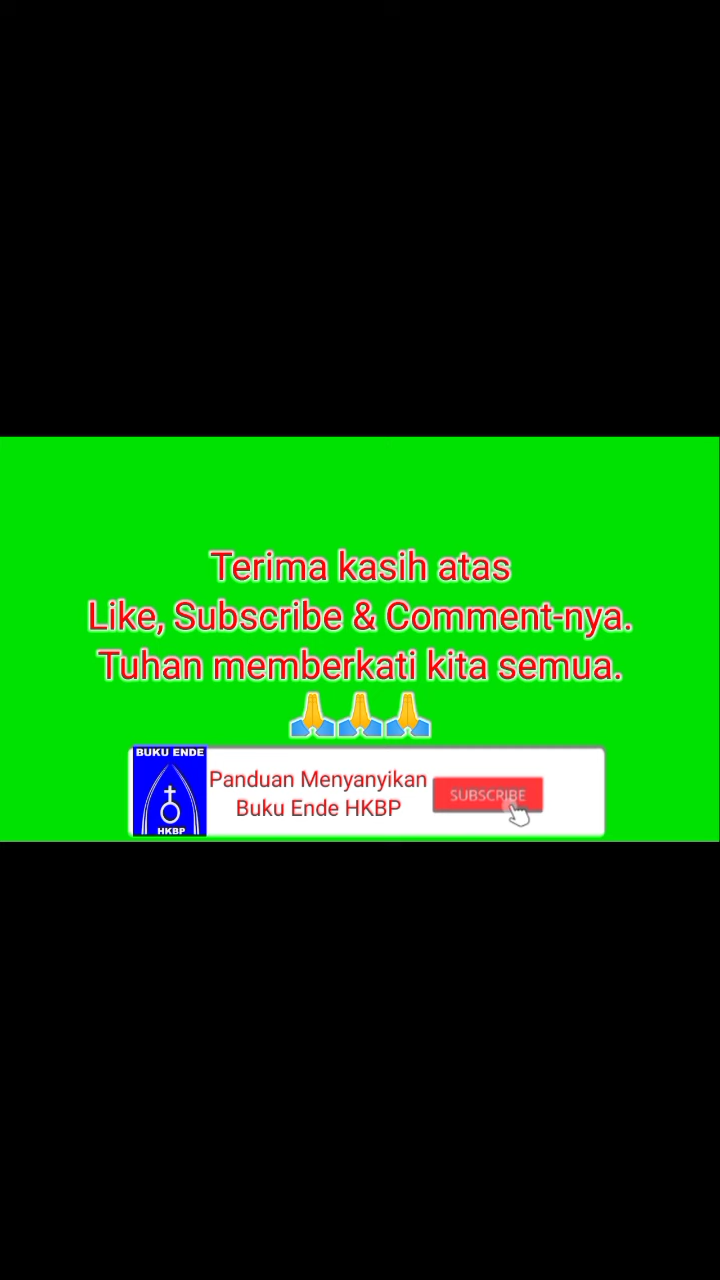 Terima kasih atas
Like, Subscribe & Comment-nya.
Tuhan memberkati kita semua.
🙏🙏🙏
BUKU ENDE
HKBP
Panduan Menyanyikan
Buku Ende HKBP
SUBSCRIBE